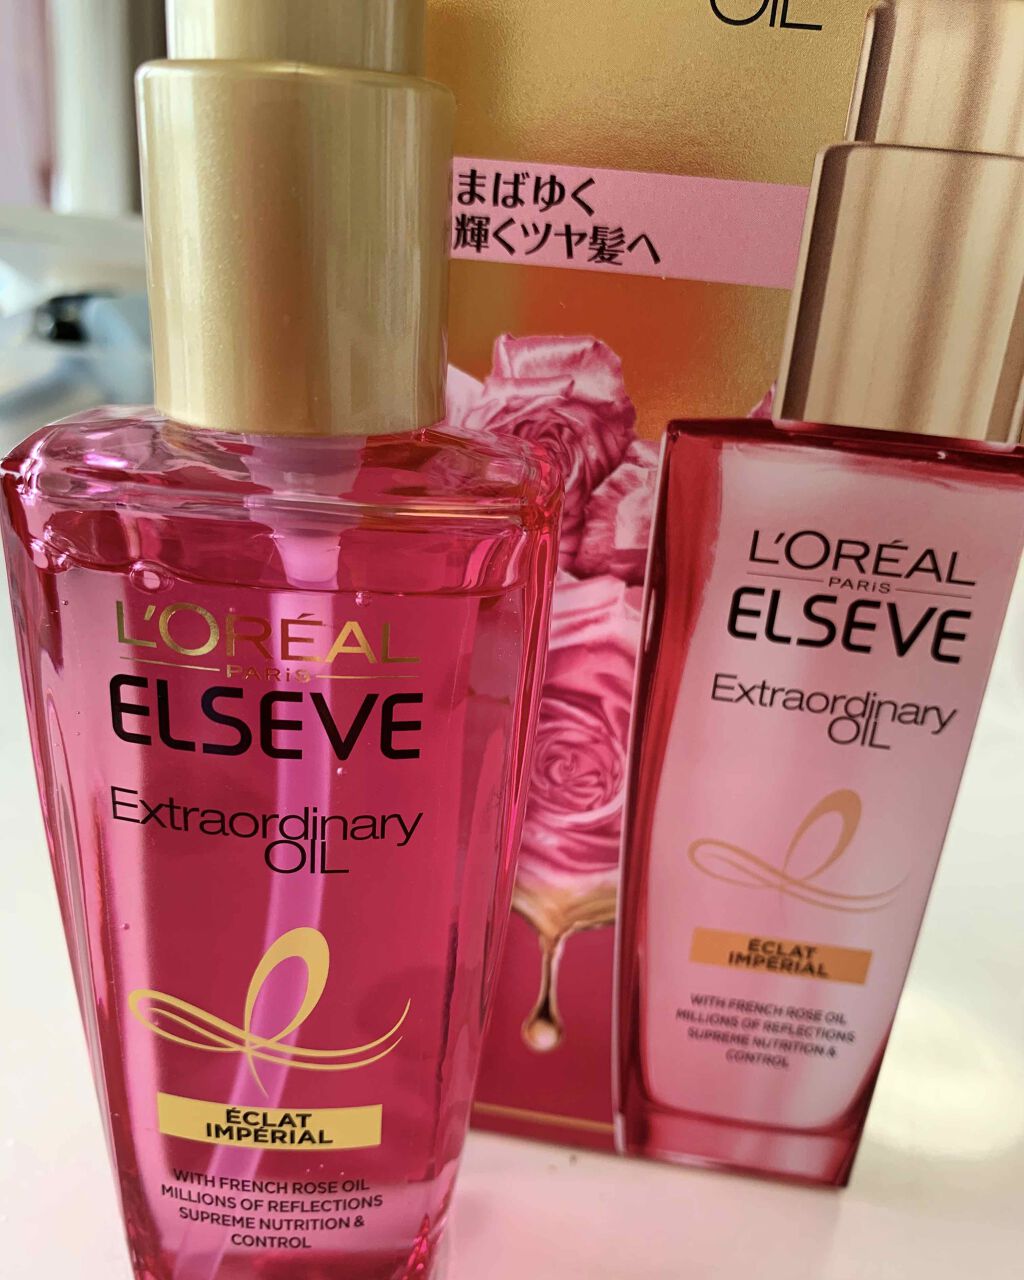 L'ORÉAL
PARIS
ELSEVE
Extraordinary
OIL
ÉCLAT
IMPÉRIAL
WITH FRENCH ROSE OIL
MILLIONS OF REFLECTIONS
SUPREME NUTRITION &
CONTROL
OIL
まばゆく
輝くツヤ髪へ
L'ORÉAL
PARIS
ELSEVE
Extraordinary
OIL
ÉCLAT
IMPÉRIAL
WITH FRENCH ROSE OIL
MILLIONS OF REFLECTIONS
SUPREME NUTRITION &
CONTROL